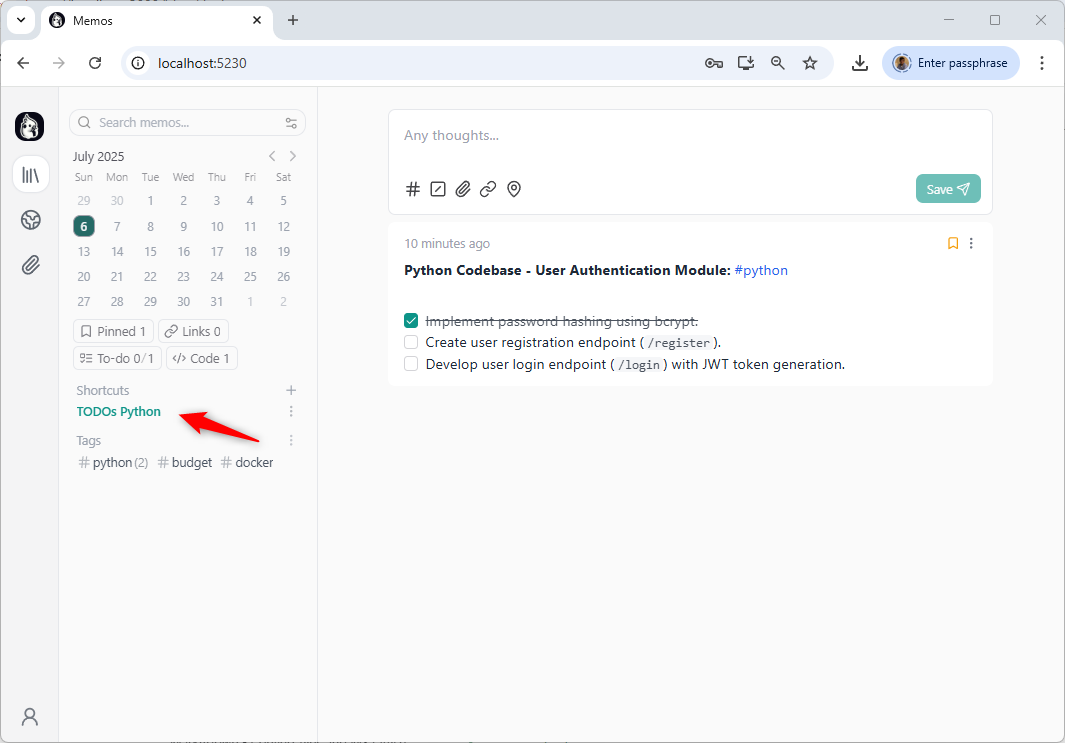 Memos
localhost:5230
Enter passphrase
Search memos...
July 2025
Sun Mon Tue Wed Thu Fri Sat
29 30 1 2 3 4 5
6 7 8 9 10 11 12
13 14 15 16 17 18 19
20 21 22 23 24 25 26
27 28 29 30 31 1 2
Pinned 1 Links 0
To-do 0/1 </> Code 1
Shortcuts
TODOs Python
Tags
# python (2) # budget # docker
Any thoughts...
Save
10 minutes ago
Python Codebase - User Authentication Module: #python
Implement password hashing using bcrypt.
Create user registration endpoint ( /register ).
Develop user login endpoint ( /login ) with JWT token generation.